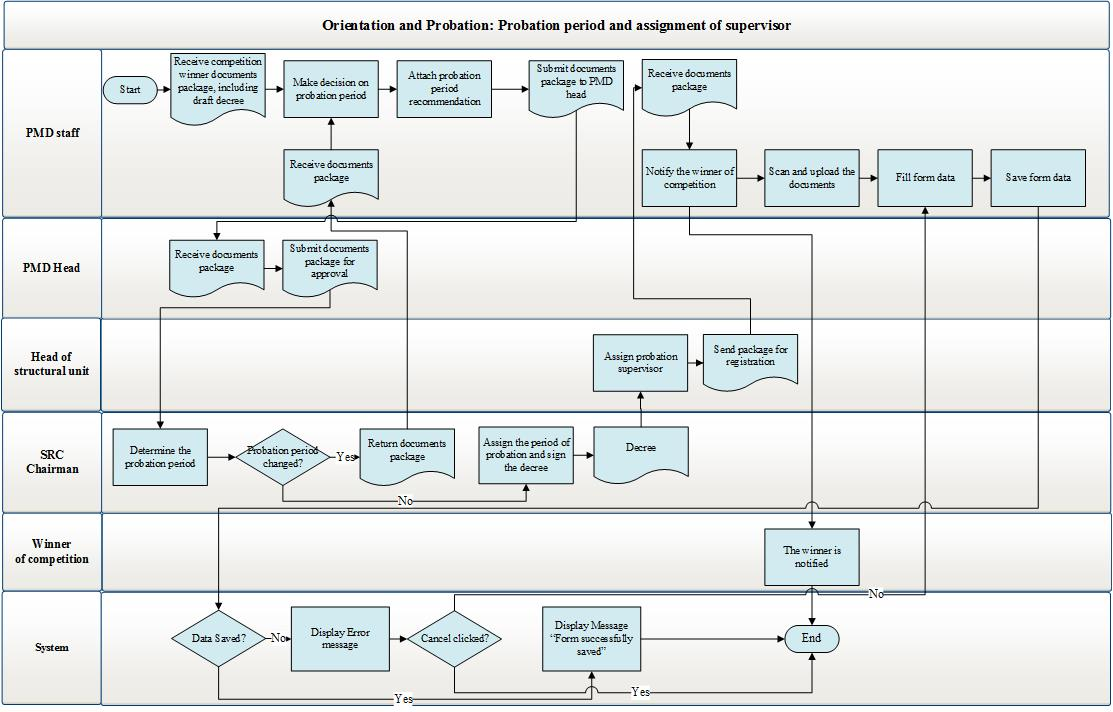 Orientation and Probation: Probation period and assignment of supervisor
PMD staff
Start
Receive competition
winner documents
package, including
draft decree
Make decision on
probation period
Attach probation
period
recommendation
Submit documents
package to PMD
head
Receive documents
package
Receive documents
package
Notify the winner of
competition
Scan and upload the
documents
Fill form data
Save form data
PMD Head
Receive documents
package
Submit documents
package for
approval
Head of
structural unit
Assign probation
supervisor
Send package for
registration
SRC
Chairman
Determine the
probation period
Probation period
changed?
Yes
Return documents
package
Assign the period of
probation and sign
the decree
Decree
No
Winner
of competition
The winner is
notified
No
System
Data Saved?
No
Display Error
message
Cancel clicked?
Display Message
“Form successfully
saved”
End
Yes
Yes